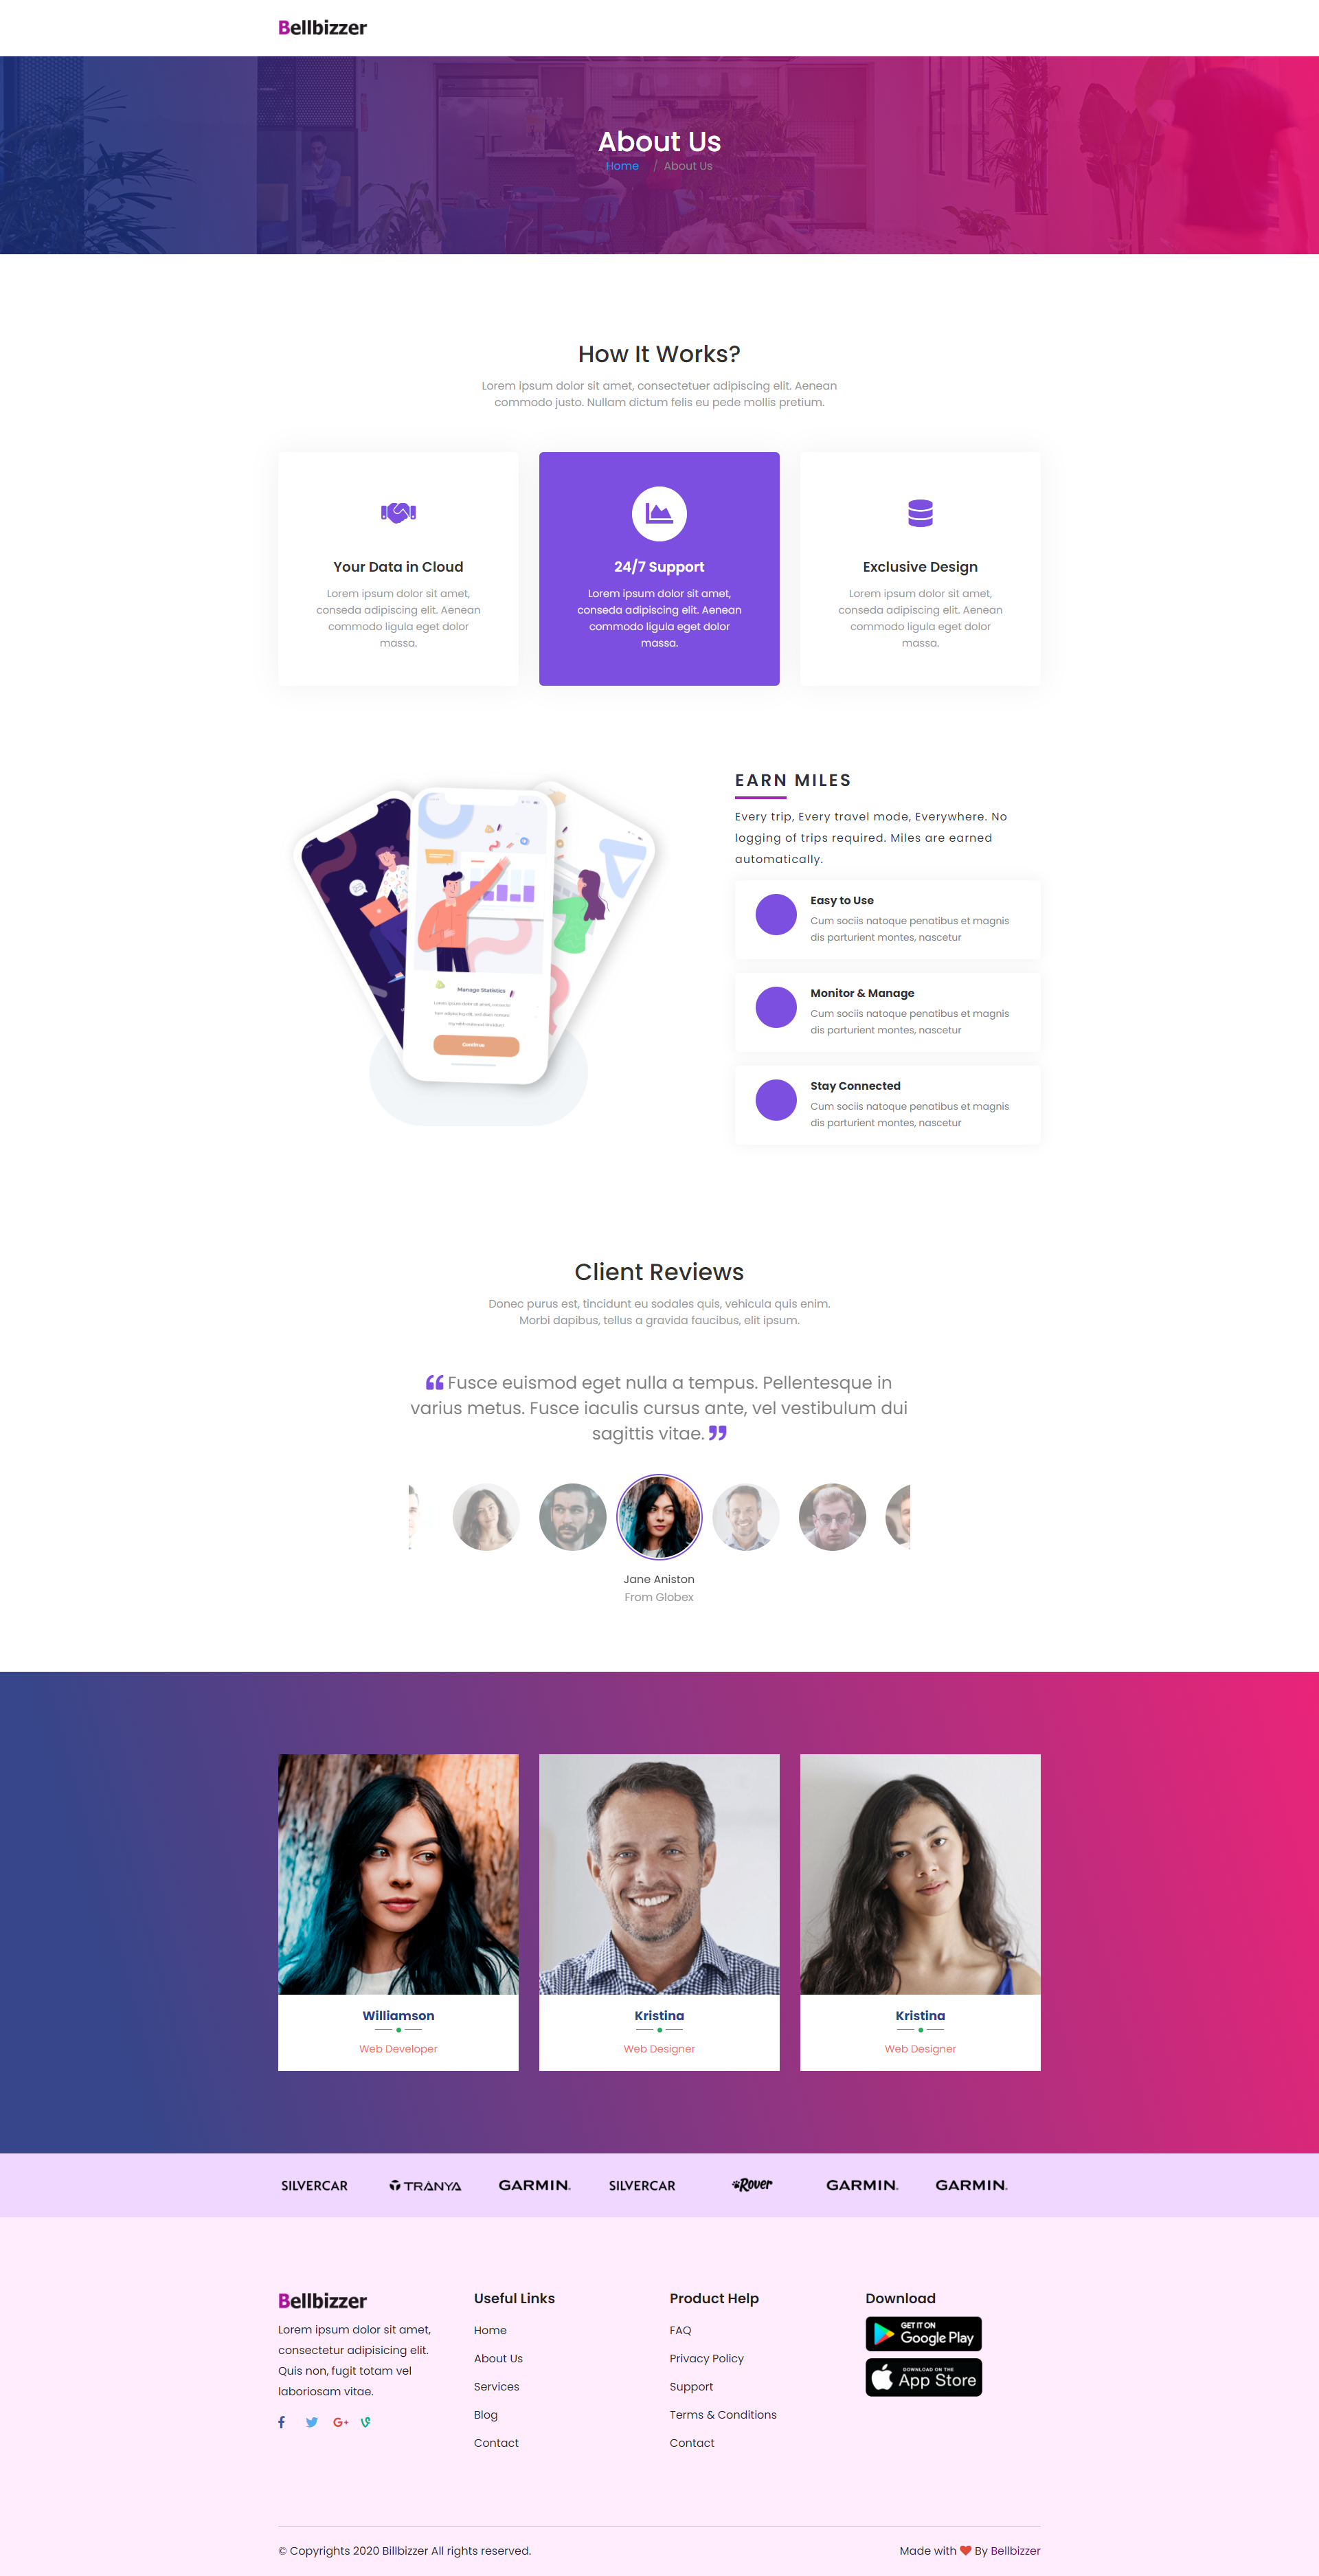 Bellbizzer
About Us
Home / About Us
How It Works?
Lorem ipsum dolor sit amet, consectetuer adipiscing elit. Aenean
commodo justo. Nullam dictum felis eu pede mollis pretium.
Your Data in Cloud
Lorem ipsum dolor sit amet,
conseda adipiscing elit. Aenean
commodo ligula eget dolor
massa.
24/7 Support
Lorem ipsum dolor sit amet,
conseda adipiscing elit. Aenean
commodo ligula eget dolor
massa.
Exclusive Design
Lorem ipsum dolor sit amet,
conseda adipiscing elit. Aenean
commodo ligula eget dolor
massa.
Manage Statistics
Continue
EARN MILES
Every trip, Every travel mode, Everywhere. No
logging of trips required. Miles are earned
automatically.
Easy to Use
Cum sociis natoque penatibus et magnis
dis parturient montes, nascetur
Monitor & Manage
Cum sociis natoque penatibus et magnis
dis parturient montes, nascetur
Stay Connected
Cum sociis natoque penatibus et magnis
dis parturient montes, nascetur
Client Reviews
Donec purus est, tincidunt eu sodales quis, vehicula quis enim.
Morbi dapibus, tellus a gravida faucibus, elit ipsum.
“ Fusce euismod eget nulla a tempus. Pellentesque in
varius metus. Fusce iaculis cursus ante, vel vestibulum dui
sagittis vitae. ”
Jane Aniston
From Globex
Williamson
Web Developer
Kristina
Web Designer
Kristina
Web Designer
SILVERCAR TRANYA GARMIN. SILVERCAR Rover GARMIN. GARMIN.
Bellbizzer
Lorem ipsum dolor sit amet,
consectetur adipisicing elit.
Quis non, fugit totam vel
laboriosam vitae.
Useful Links
Home
About Us
Services
Blog
Contact
Product Help
FAQ
Privacy Policy
Support
Terms & Conditions
Contact
Download
GET IT ON
Google Play
DOWNLOAD ON THE
App Store
© Copyrights 2020 Billbizzer All rights reserved.
Made with ❤ By Bellbizzer